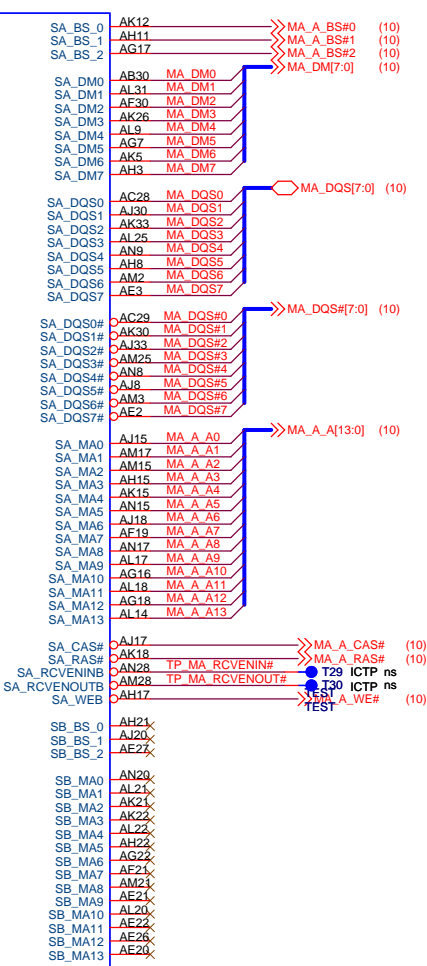 SA_BS_0 AK12 MA_A_BS#0 (10)
SA_BS_1 AH11 MA_A_BS#1 (10)
SA_BS_2 AG17 MA_A_BS#2 (10)
MA_DM[7:0] (10)
SA_DM0 AB30 MA_DM0
SA_DM1 AL31 MA_DM1
SA_DM2 AF30 MA_DM2
SA_DM3 AK26 MA_DM3
SA_DM4 AL9 MA_DM4
SA_DM5 AG7 MA_DM5
SA_DM6 AK5 MA_DM6
SA_DM7 AH3 MA_DM7
MA_DQS[7:0] (10)
SA_DQS0 AC28 MA_DQS0
SA_DQS1 AJ30 MA_DQS1
SA_DQS2 AK33 MA_DQS2
SA_DQS3 AL25 MA_DQS3
SA_DQS4 AN9 MA_DQS4
SA_DQS5 AH8 MA_DQS5
SA_DQS6 AM2 MA_DQS6
SA_DQS7 AE3 MA_DQS7
MA_DQS#[7:0] (10)
SA_DQS0# AC29 MA_DQS#0
SA_DQS1# AK30 MA_DQS#1
SA_DQS2# AJ33 MA_DQS#2
SA_DQS3# AM25 MA_DQS#3
SA_DQS4# AN8 MA_DQS#4
SA_DQS5# AJ8 MA_DQS#5
SA_DQS6# AM3 MA_DQS#6
SA_DQS7# AE2 MA_DQS#7
MA_A_A[13:0] (10)
SA_MA0 AJ15 MA_A_A0
SA_MA1 AM17 MA_A_A1
SA_MA2 AM15 MA_A_A2
SA_MA3 AH15 MA_A_A3
SA_MA4 AK15 MA_A_A4
SA_MA5 AN15 MA_A_A5
SA_MA6 AJ18 MA_A_A6
SA_MA7 AF19 MA_A_A7
SA_MA8 AN17 MA_A_A8
SA_MA9 AL17 MA_A_A9
SA_MA10 AG16 MA_A_A10
SA_MA11 AL18 MA_A_A11
SA_MA12 AG18 MA_A_A12
SA_MA13 AL14 MA_A_A13
SA_CAS# AJ17 MA_A_CAS# (10)
SA_RAS# AK18 MA_A_RAS# (10)
SA_RCVENINB AN28 TP_MA_RCVENIN# T29 ICTP ns
SA_RCVENOUTB AM28 TP_MA_RCVENOUT# T30 ICTP ns
TEST
SA_WEB AH17 MA_A_WE# (10)
TEST
SB_BS_0 AH21
SB_BS_1 AJ20
SB_BS_2 AE27
SB_MA0 AN20
SB_MA1 AL21
SB_MA2 AK21
SB_MA3 AK22
SB_MA4 AL22
SB_MA5 AH22
SB_MA6 AG22
SB_MA7 AF21
SB_MA8 AM21
SB_MA9 AE21
SB_MA10 AL20
SB_MA11 AE22
SB_MA12 AE26
SB_MA13 AE20